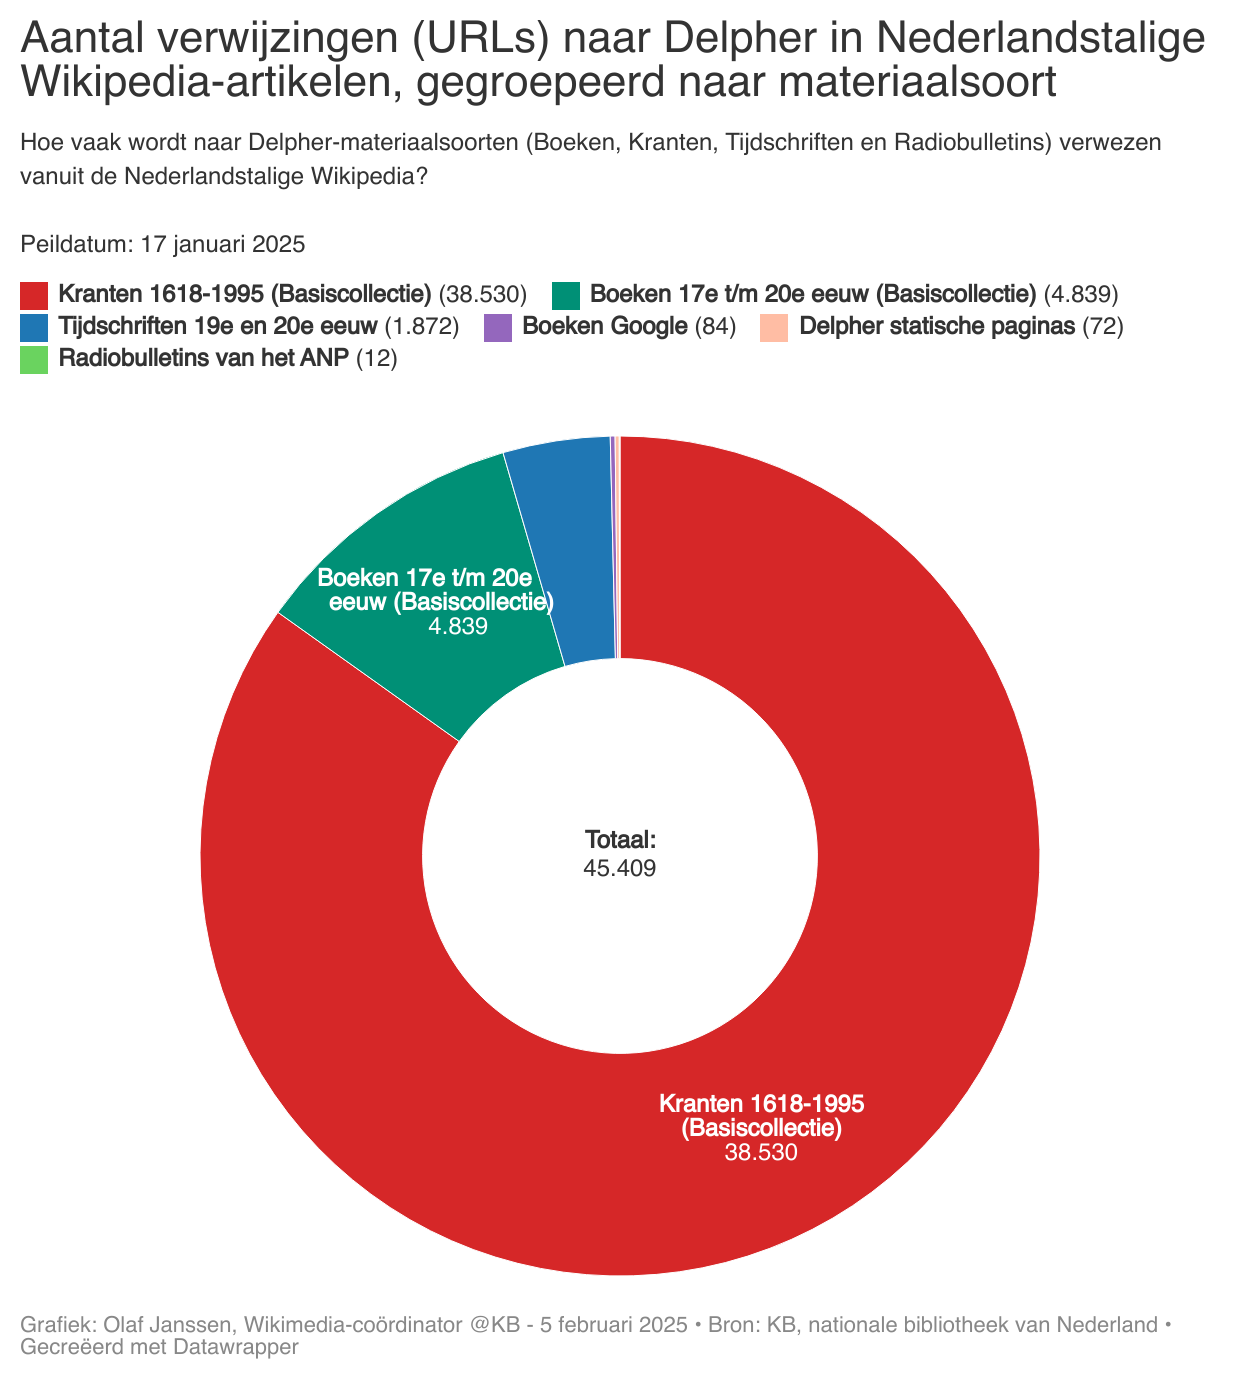 Aantal verwijzingen (URLs) naar Delpher in Nederlandstalige
Wikipedia-artikelen, gegroepeerd naar materiaalsoort
Hoe vaak wordt naar Delpher-materiaalsoorten (Boeken, Kranten, Tijdschriften en Radiobulletins) verwezen
vanuit de Nederlandstalige Wikipedia?
Peildatum: 17 januari 2025
Kranten 1618-1995 (Basiscollectie) (38.530) Boeken 17e t/m 20e eeuw (Basiscollectie) (4.839)
Tijdschriften 19e en 20e eeuw (1.872) Boeken Google (84) Delpher statische paginas (72)
Radiobulletins van het ANP (12)
Boeken 17e t/m 20e
eeuw (Basiscollectie)
4.839
Totaal:
45.409
Kranten 1618-1995
(Basiscollectie)
38.530
Grafiek: Olaf Janssen, Wikimedia-coördinator @KB - 5 februari 2025 • Bron: KB, nationale bibliotheek van Nederland •
Gecreëerd met Datawrapper